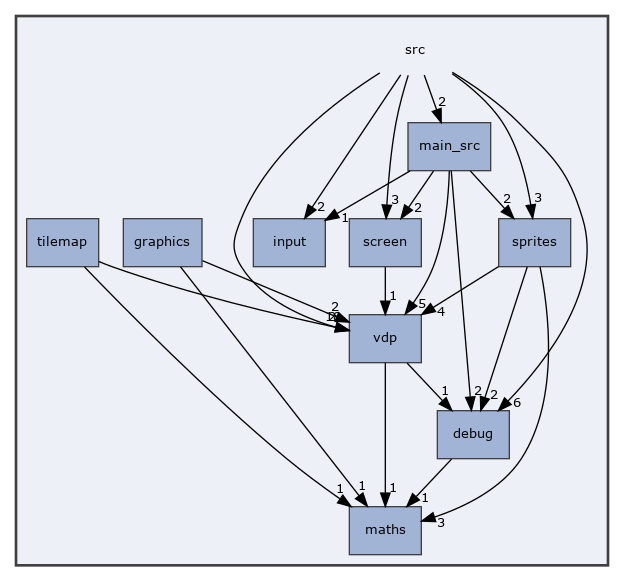 src
2
main_src
2
1
3
2
2
3
tilemap
graphics
input
screen
sprites
2
1
5
4
vdp
1
2
2
6
debug
1
1
1
1
3
maths